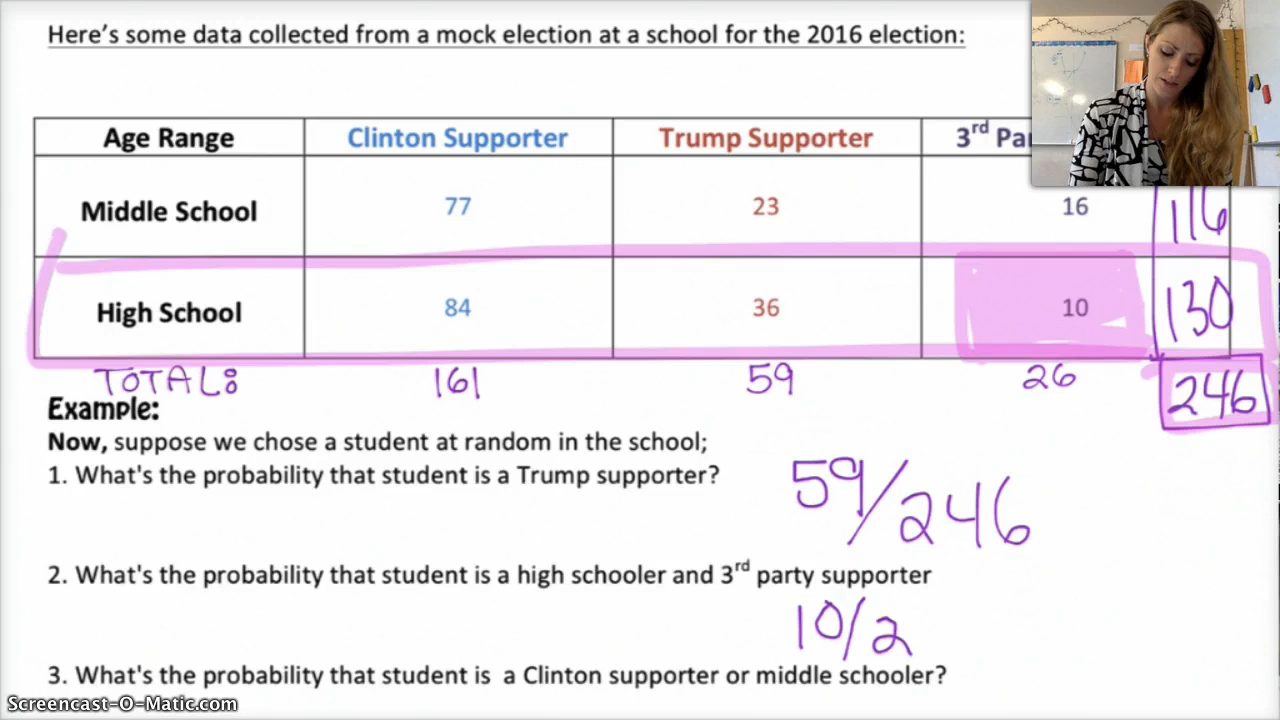 Here's some data collected from a mock election at a school for the 2016 election:
Age Range Clinton Supporter Trump Supporter 3rd Pa
Middle School 77 23 16 116
High School 84 36 10 130
TOTAL: 161 59 26 246
Example:
Now, suppose we chose a student at random in the school;
1. What's the probability that student is a Trump supporter?
59/246
2. What's the probability that student is a high schooler and 3rd party supporter
10/2
3. What's the probability that student is a Clinton supporter or middle schooler?
Screencast-O-Matic.com